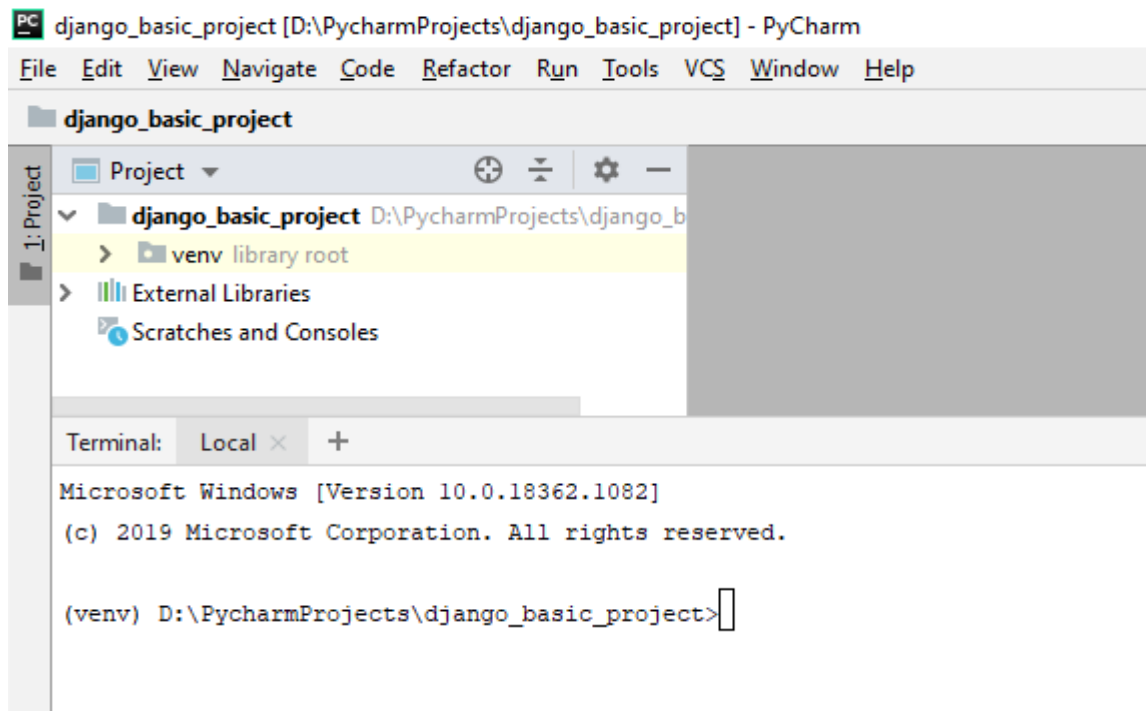 PC django_basic_project [D:\PycharmProjects\django_basic_project] - PyCharm
File Edit View Navigate Code Refactor Run Tools VCS Window Help
django_basic_project
1: Project
Project
django_basic_project D:\PycharmProjects\django_b
venv library root
External Libraries
Scratches and Consoles
Terminal: Local × +
Microsoft Windows [Version 10.0.18362.1082]
(c) 2019 Microsoft Corporation. All rights reserved.
(venv) D:\PycharmProjects\django_basic_project>